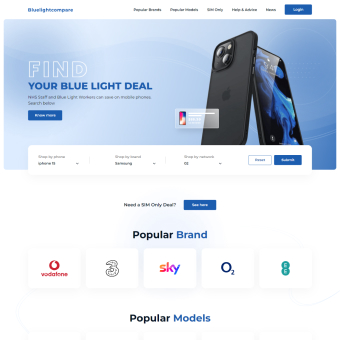 Bluelightcompare
Popular Brands
Popular Models
SIM Only
Help & Advice
News
Login
FIND
YOUR BLUE LIGHT DEAL
NHS Staff and Blue Light Workers can save on mobile phones.
Search below
Know more
Shop by phone
Iphone 15
Shop by brand
Samsung
Shop by network
O2
Reset
Submit
Need a SIM Only Deal?
See here
Popular Brand
vodafone
3
sky
O2
EE
Popular Models